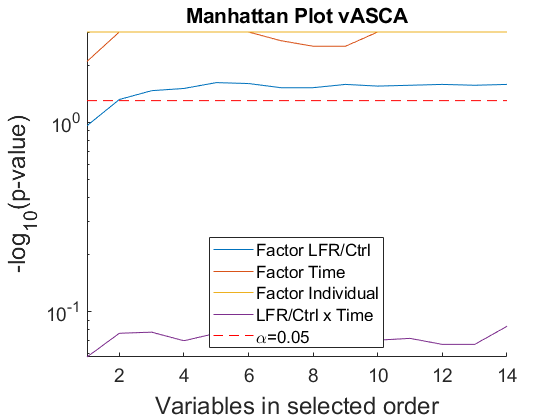 Manhattan Plot vASCA
-log10(p-value)
10^0
10^-1
Factor LFR/Ctrl
Factor Time
Factor Individual
LFR/Ctrl x Time
α=0.05
2 4 6 8 10 12 14
Variables in selected order